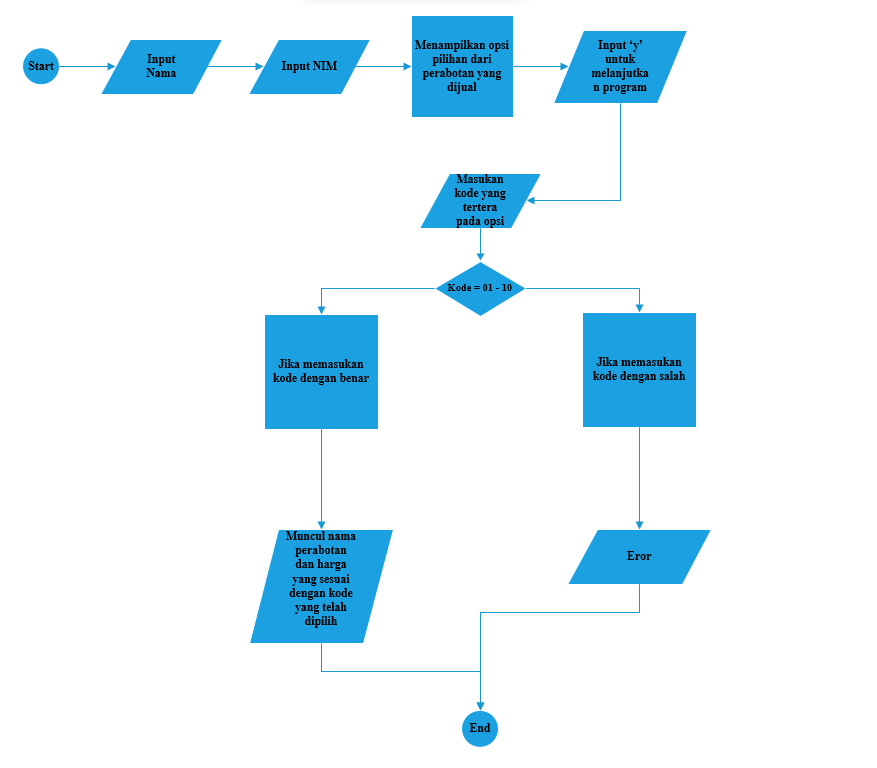 Start
Input
Nama
Input NIM
Menampilkan opsi
pilihan dari
perabotan yang
dijual
Input ‘y’
untuk
melanjutka
n program
Masukan
kode yang
tertera
pada opsi
Kode = 01 - 10
Jika memasukan
kode dengan benar
Jika memasukan
kode dengan salah
Muncul nama
perabotan
dan harga
yang sesuai
dengan kode
yang telah
dipilih
Eror
End